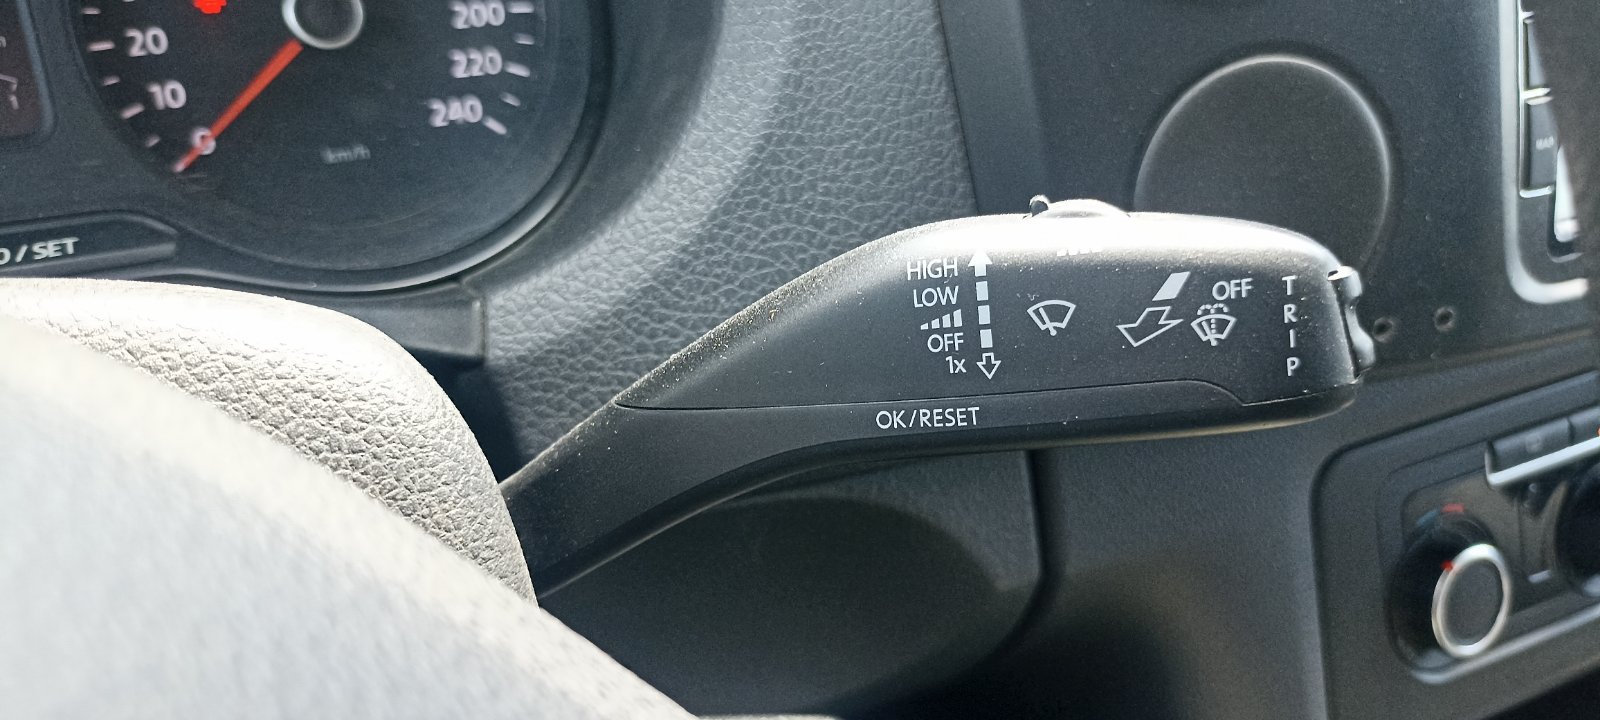 20
10
0
200
220
240
km/h
/ SET
HIGH
LOW
OFF
1x
OFF
TRIP
OK/RESET